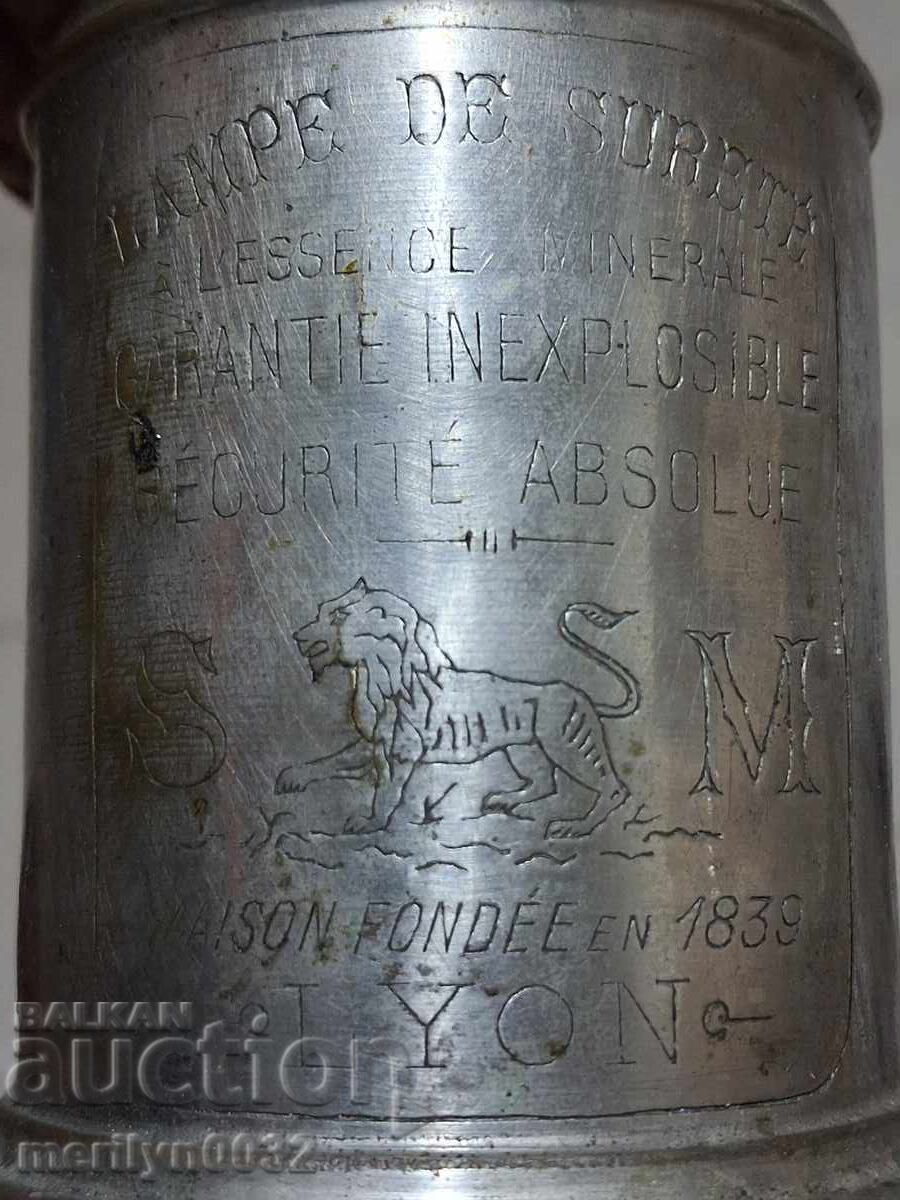 LAMPE DE SURETÉ
À L'ESSENCE MINERALE
GARANTIE INEXPLOSIBLE
SÉCURITÉ ABSOLUE
S M
MAISON FONDÉE EN 1839
LYON
BALKAN
auction
merilyn0032